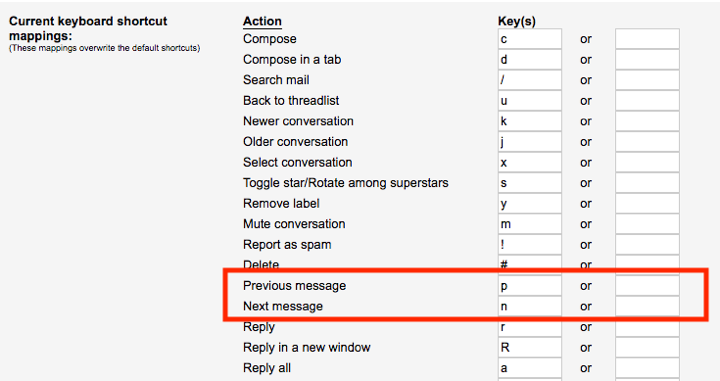 Current keyboard shortcut Action Key(s)
mappings: Compose c or
(These mappings overwrite the default shortcuts)
Compose in a tab d or
Search mail / or
Back to threadlist u or
Newer conversation k or
Older conversation j or
Select conversation x or
Toggle star/Rotate among superstars s or
Remove label y or
Mute conversation m or
Report as spam ! or
Delete # or
Previous message p or
Next message n or
Reply r or
Reply in a new window R or
Reply all a or